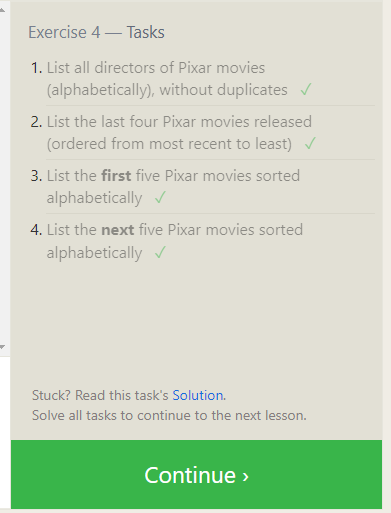 Exercise 4 — Tasks
1. List all directors of Pixar movies
(alphabetically), without duplicates ✓
2. List the last four Pixar movies released
(ordered from most recent to least) ✓
3. List the first five Pixar movies sorted
alphabetically ✓
4. List the next five Pixar movies sorted
alphabetically ✓
Stuck? Read this task's Solution.
Solve all tasks to continue to the next lesson.
Continue ›